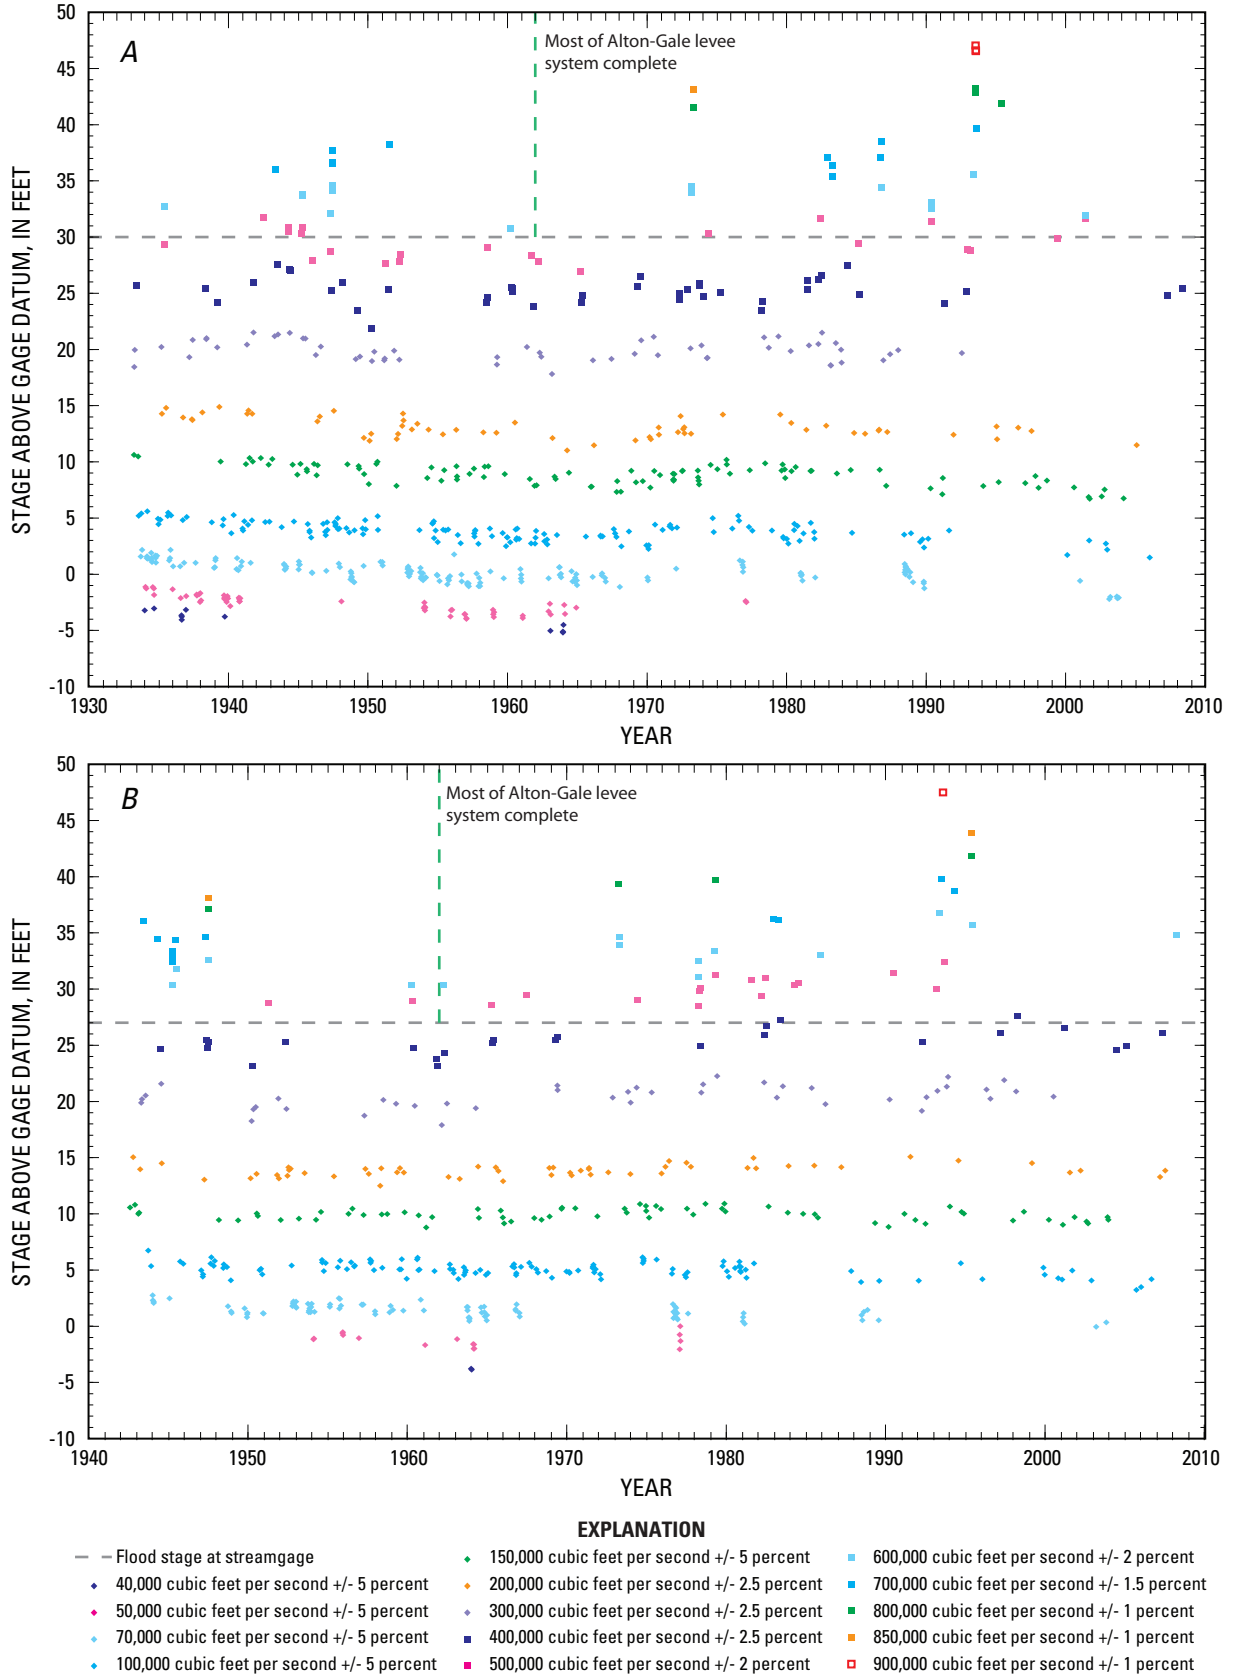 A
Most of Alton-Gale levee
system complete
STAGE ABOVE GAGE DATUM, IN FEET
50
45
40
35
30
25
20
15
10
5
0
-5
-10
1930 1940 1950 1960 1970 1980 1990 2000 2010
YEAR
B
Most of Alton-Gale levee
system complete
STAGE ABOVE GAGE DATUM, IN FEET
50
45
40
35
30
25
20
15
10
5
0
-5
-10
1940 1950 1960 1970 1980 1990 2000 2010
YEAR
EXPLANATION
Flood stage at streamgage
40,000 cubic feet per second +/- 5 percent
50,000 cubic feet per second +/- 5 percent
70,000 cubic feet per second +/- 5 percent
100,000 cubic feet per second +/- 5 percent
150,000 cubic feet per second +/- 5 percent
200,000 cubic feet per second +/- 2.5 percent
300,000 cubic feet per second +/- 2.5 percent
400,000 cubic feet per second +/- 2.5 percent
500,000 cubic feet per second +/- 2 percent
600,000 cubic feet per second +/- 2 percent
700,000 cubic feet per second +/- 1.5 percent
800,000 cubic feet per second +/- 1 percent
850,000 cubic feet per second +/- 1 percent
900,000 cubic feet per second +/- 1 percent